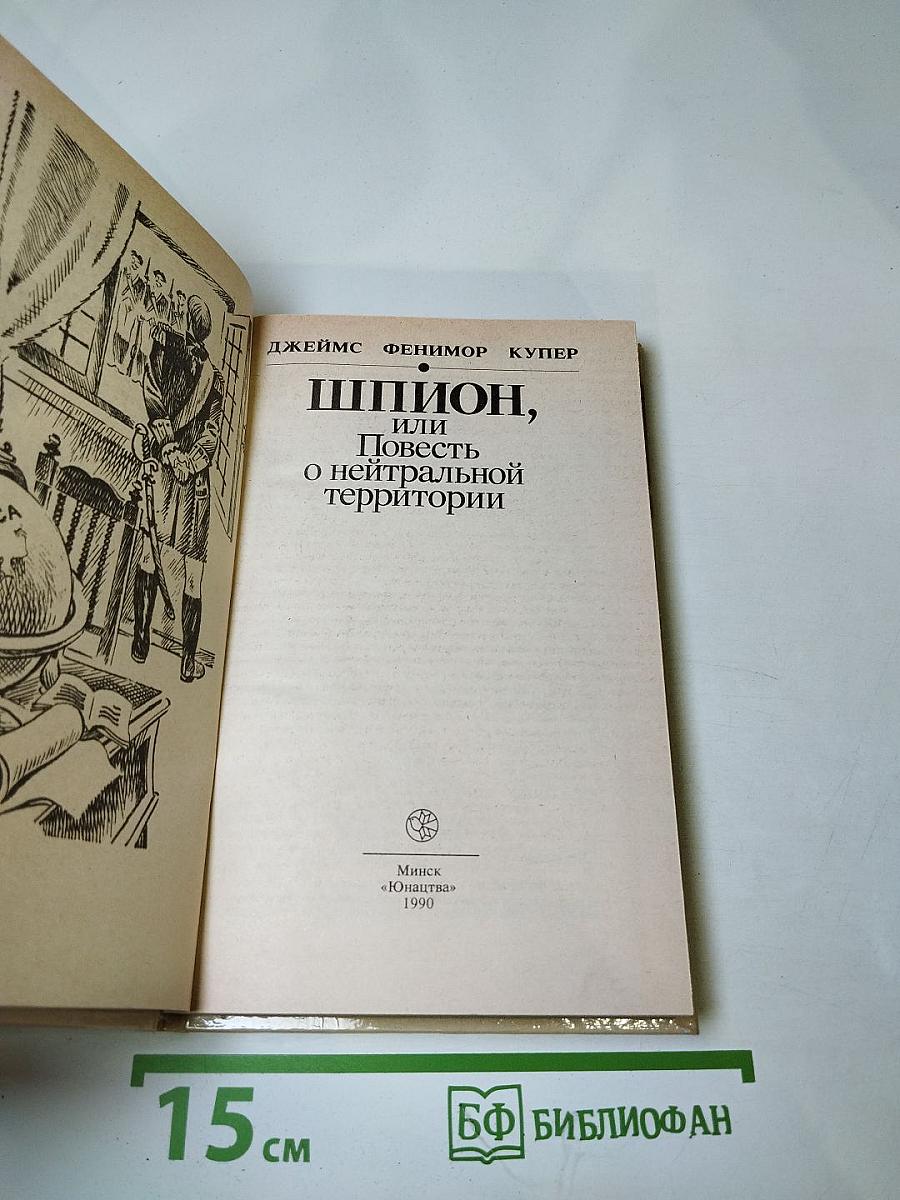 ДЖЕЙМС ФЕНИМОР КУПЕР
ШПИОН,
или
Повесть
о нейтральной
территории
Минск
«Юнацтва»
1990
15 см
БФ БИБЛИОФАН